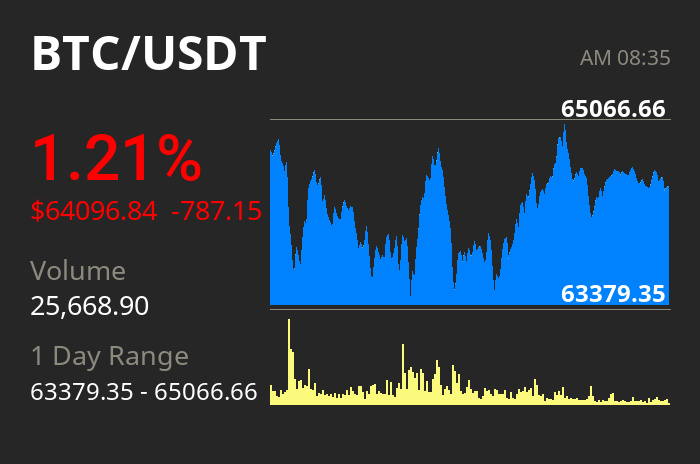 BTC/USDT
AM 08:35
65066.66
1.21%
$64096.84 -787.15
Volume
25,668.90
63379.35
1 Day Range
63379.35 - 65066.66